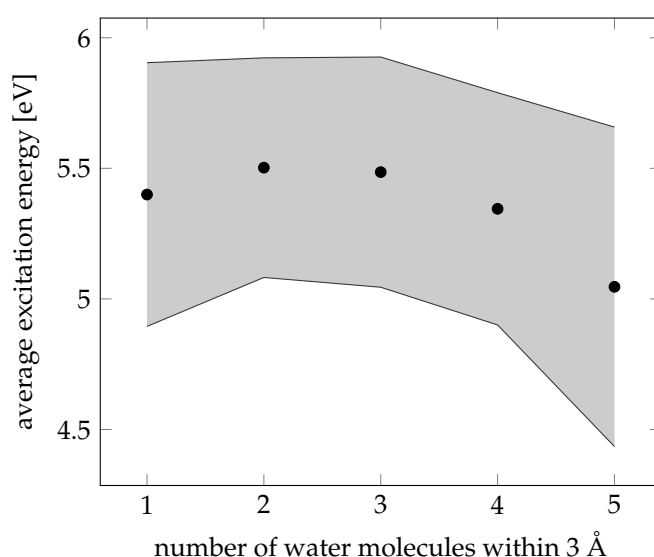 6
5.5
5
4.5
1 2 3 4 5
average excitation energy [eV]
number of water molecules within 3 Å